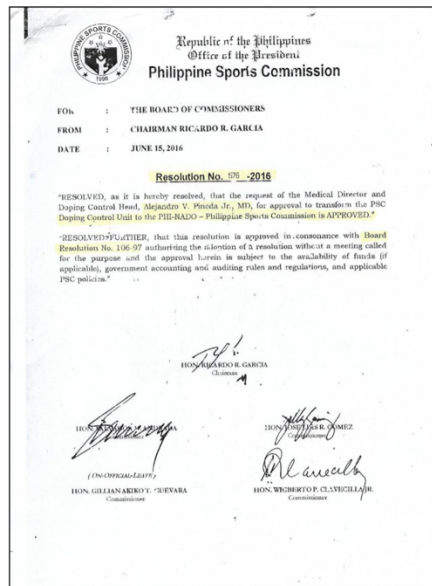 PHILIPPINE SPORTS COMMISSION
1990
Republic of the Philippines
Office of the President
Philippine Sports Commission
FOR : THE BOARD OF COMMISSIONERS
FROM : CHAIRMAN RICARDO R. GARCIA
DATE : JUNE 15, 2016
Resolution No. -2016
"RESOLVED, as it is hereby resolved, that the request of the Medical Director and
Doping Control Head, Alejandro V. Pineda Jr., MD, for approval to transform the PSC
Doping Control Unit to the PHI-NADO – Philippine Sports Commission is APPROVED."
"RESOLVED FURTHER, that this resolution is approved in consonance with Board
Resolution No. 106-97 authorizing the adoption of a resolution without a meeting called
for the purpose and the approval herein is subject to the availability of funds (if
applicable), government accounting and auditing rules and regulations, and applicable
PSC policies."
HON. RICARDO R. GARCIA
Chairman
HON.
Commissioner
HON. JOSE LUIS R. GOMEZ
Commissioner
(ON-OFFICIAL-LEAVE)
HON. GILLIAN AKIKO T. GUEVARA
Commissioner
HON. WIGBERTO P. CLAVECILLA JR.
Commissioner